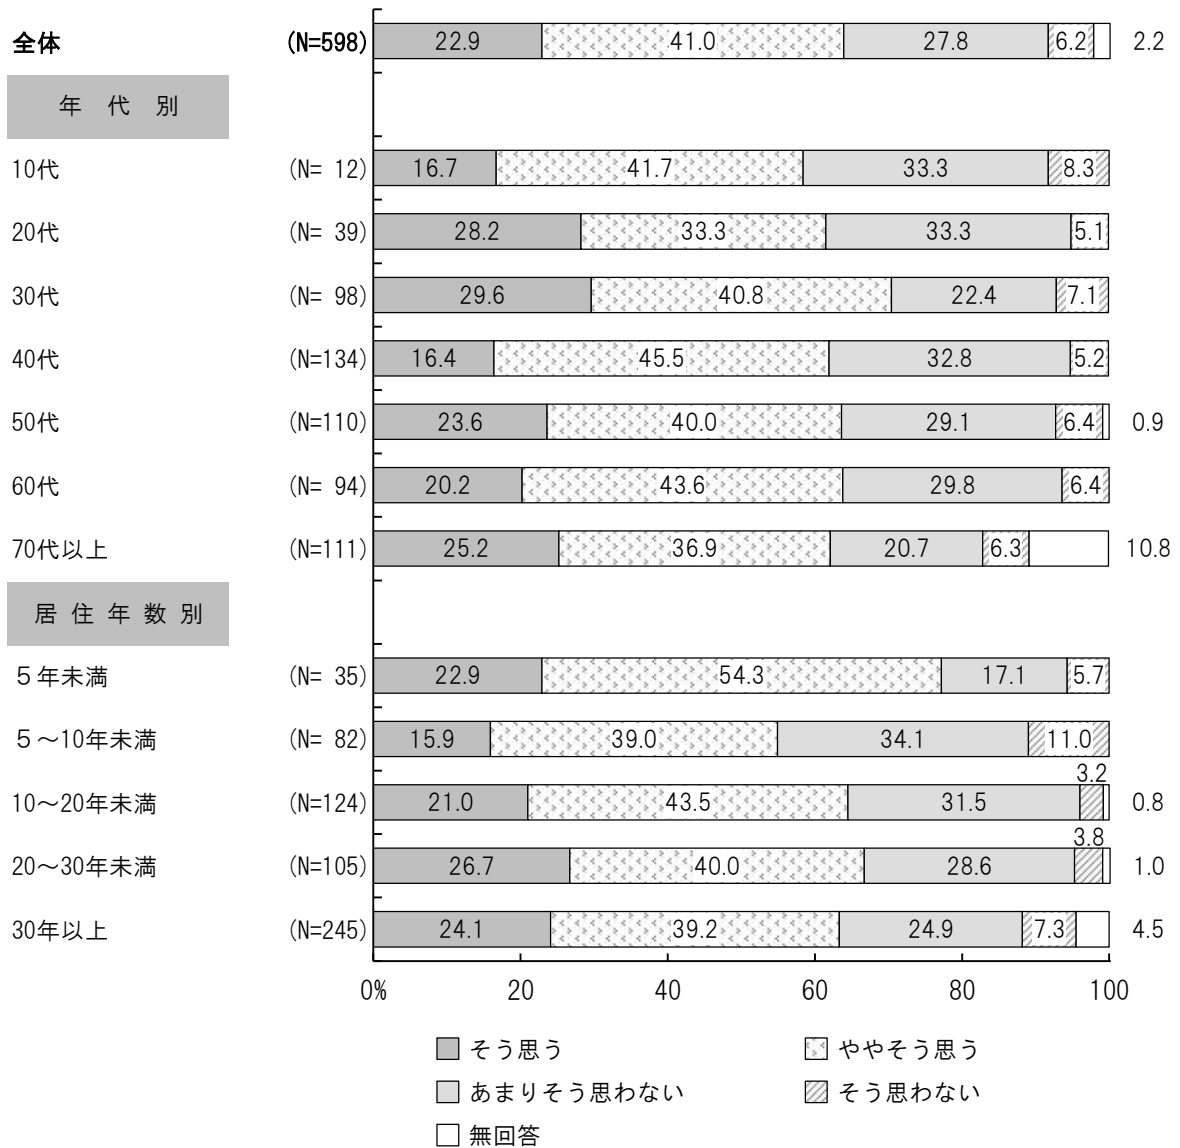 全体 (N=598) 22.9 41.0 27.8 6.2 2.2
年 代 別
10代 (N= 12) 16.7 41.7 33.3 8.3
20代 (N= 39) 28.2 33.3 33.3 5.1
30代 (N= 98) 29.6 40.8 22.4 7.1
40代 (N=134) 16.4 45.5 32.8 5.2
50代 (N=110) 23.6 40.0 29.1 6.4 0.9
60代 (N= 94) 20.2 43.6 29.8 6.4
70代以上 (N=111) 25.2 36.9 20.7 6.3 10.8
居 住 年 数 別
５年未満 (N= 35) 22.9 54.3 17.1 5.7
５～10年未満 (N= 82) 15.9 39.0 34.1 11.0
3.2
10～20年未満 (N=124) 21.0 43.5 31.5 0.8
3.8
20～30年未満 (N=105) 26.7 40.0 28.6 1.0
30年以上 (N=245) 24.1 39.2 24.9 7.3 4.5
0% 20 40 60 80 100
そう思う ややそう思う
あまりそう思わない そう思わない
無回答